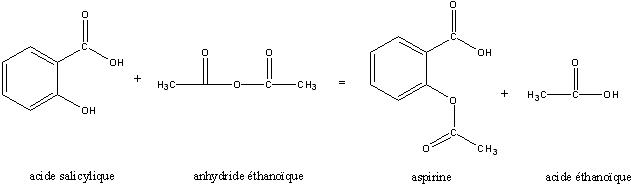 O O O O O
C OH + H₃C C O C CH₃ = C OH + H₃C C OH
OH O
C
O CH₃
acide salicylique anhydride éthanoïque aspirine acide éthanoïque